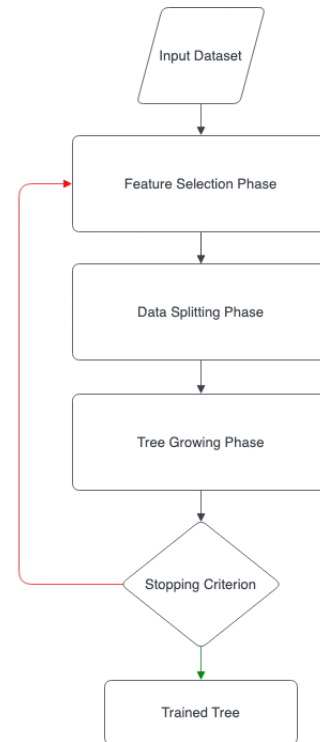 Input Dataset
Feature Selection Phase
Data Splitting Phase
Tree Growing Phase
Stopping Criterion
Trained Tree